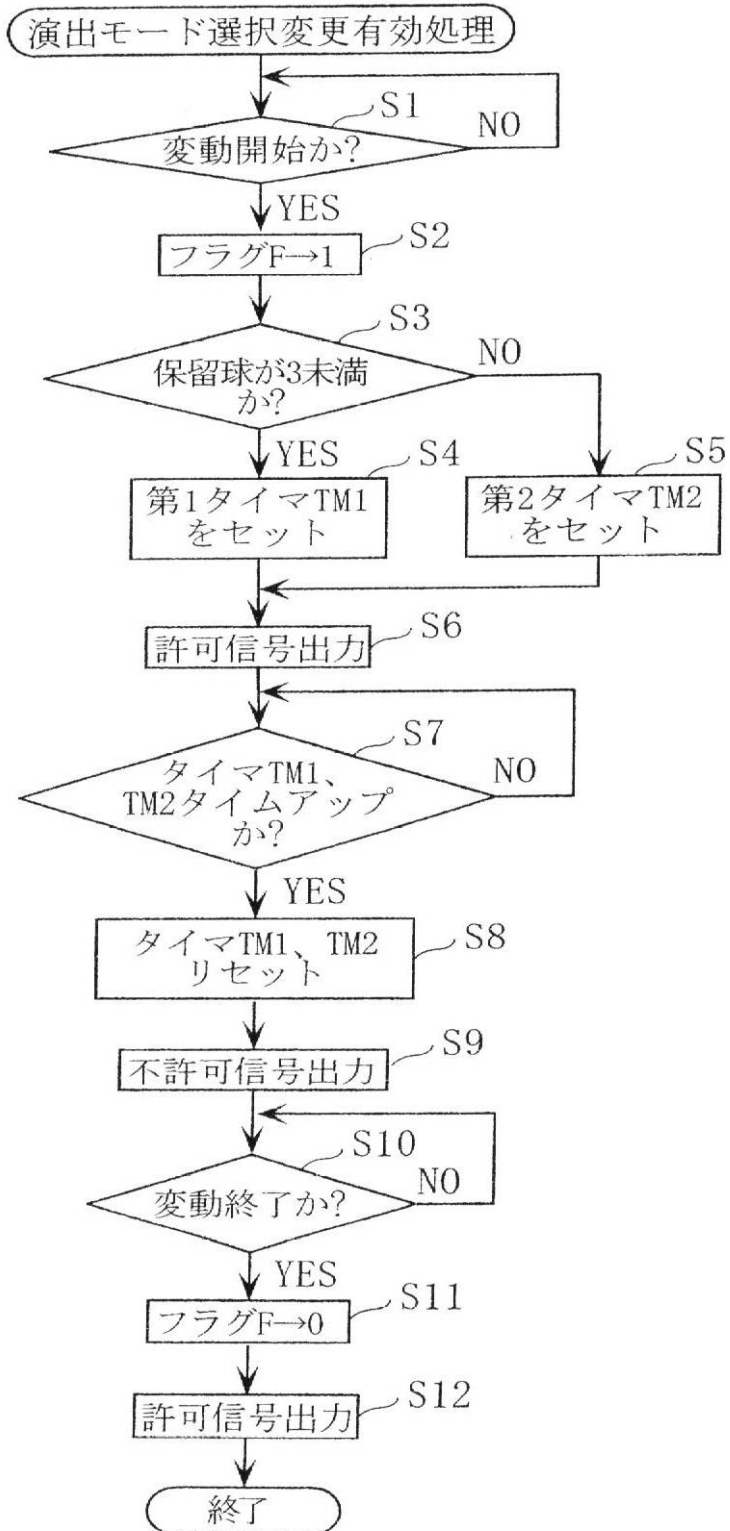 演出モード選択変更有効処理
S1
変動開始か?
NO
YES
S2
フラグF→1
S3
保留球が3未満
か?
NO
YES
S4
第1タイマTM1
をセット
S5
第2タイマTM2
をセット
S6
許可信号出力
S7
タイマTM1、
TM2タイムアップ
か?
NO
YES
S8
タイマTM1、TM2
リセット
S9
不許可信号出力
S10
変動終了か?
NO
YES
S11
フラグF→0
S12
許可信号出力
終了